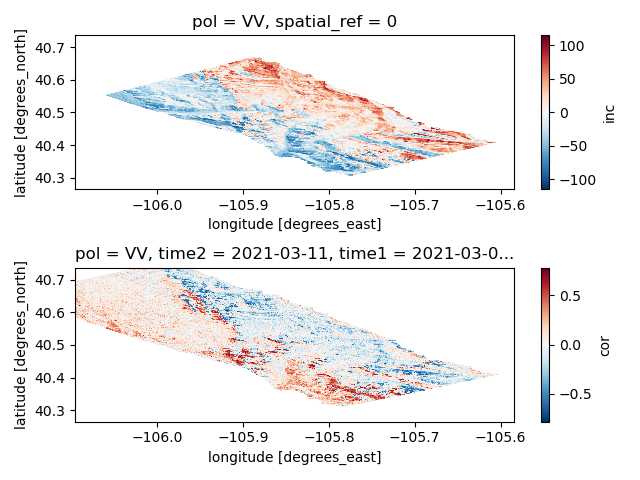 pol = VV, spatial_ref = 0
latitude [degrees_north]
40.7
40.6
40.5
40.4
40.3
−106.0 −105.9 −105.8 −105.7 −105.6
longitude [degrees_east]
100
50
0
−50
−100
inc
pol = VV, time2 = 2021-03-11, time1 = 2021-03-0...
latitude [degrees_north]
40.7
40.6
40.5
40.4
40.3
−106.0 −105.9 −105.8 −105.7 −105.6
longitude [degrees_east]
0.5
0.0
−0.5
cor